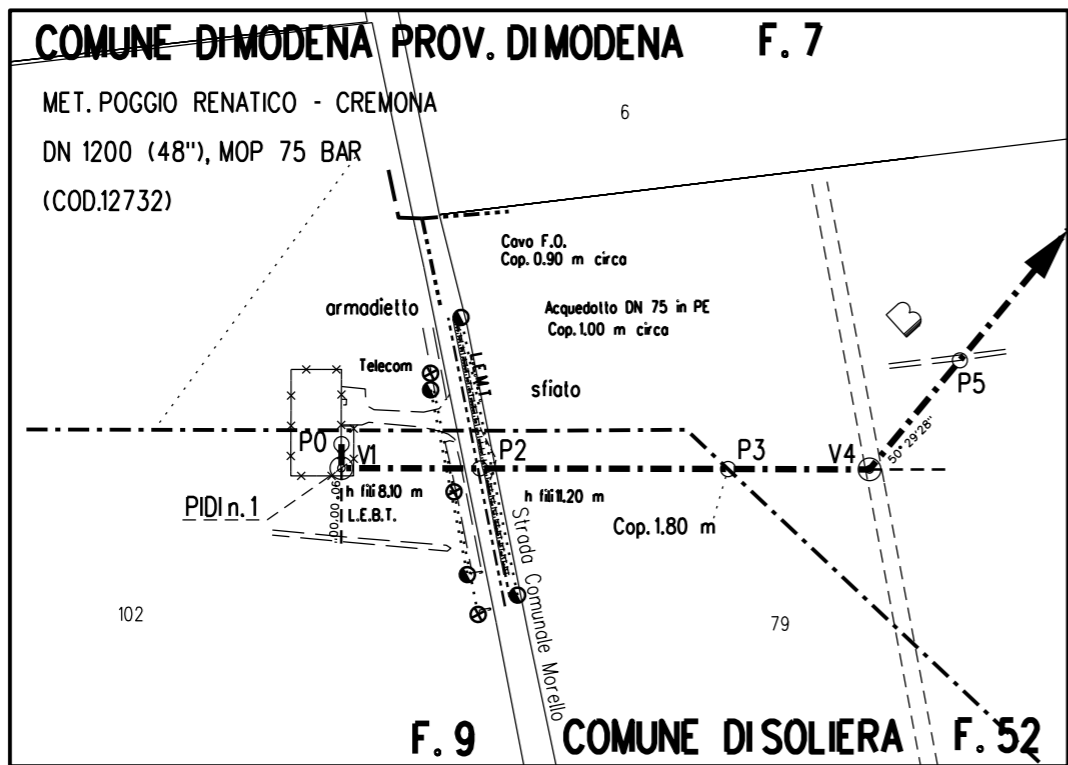 COMUNE DI MODENA PROV. DI MODENA F. 7
MET. POGGIO RENATICO - CREMONA
DN 1200 (48"), MOP 75 BAR
(COD.12732)
6
Cavo F.O.
Cop. 0.90 m circa
armadietto
Acquedotto DN 75 in PE
Cop. 1.00 m circa
Telecom
L.E.M.T.
sfiato
B
P5
P0
V1
P2
P3
V4
50°29'28"
PIDI n. 1
h fili 8.10 m
L.E.B.T.
h fili 11.20 m
Cop. 1.80 m
Strada Comunale Morello
102
79
F. 9 COMUNE DI SOLIERA F. 52